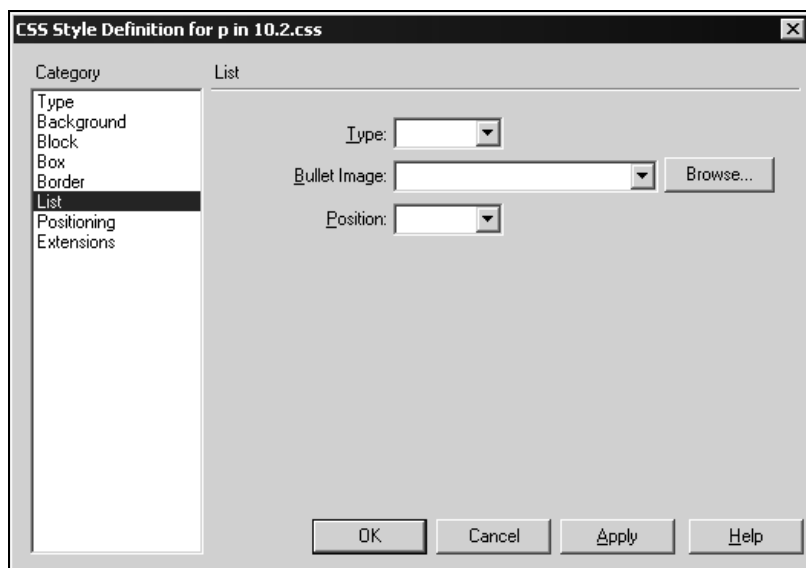 CSS Style Definition for p in 10.2.css
Category
List
Type
Background
Block
Box
Border
List
Positioning
Extensions
Type:
Bullet Image:
Browse...
Position:
OK
Cancel
Apply
Help